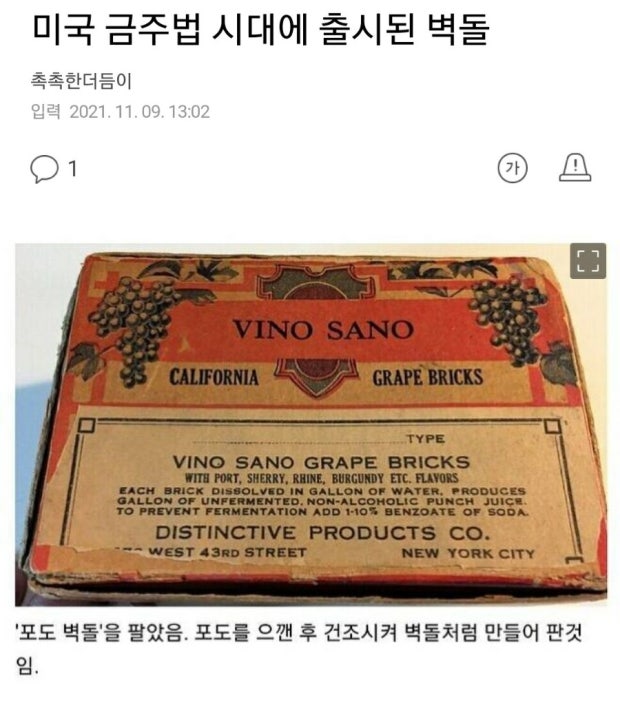 미국 금주법 시대에 출시된 벽돌
촉촉한더듬이
입력 2021. 11. 09. 13:02
1
가
VINO SANO
CALIFORNIA GRAPE BRICKS
TYPE
VINO SANO GRAPE BRICKS
WITH PORT, SHERRY, RHINE, BURGUNDY ETC. FLAVORS
EACH BRICK DISSOLVED IN GALLON OF WATER, PRODUCES
GALLON OF UNFERMENTED, NON-ALCOHOLIC PUNCH JUICE.
TO PREVENT FERMENTATION ADD 1-10% BENZOATE OF SODA.
DISTINCTIVE PRODUCTS CO.
WEST 43RD STREET NEW YORK CITY
'포도 벽돌'을 팔았음. 포도를 으깬 후 건조시켜 벽돌처럼 만들어 판것
임.